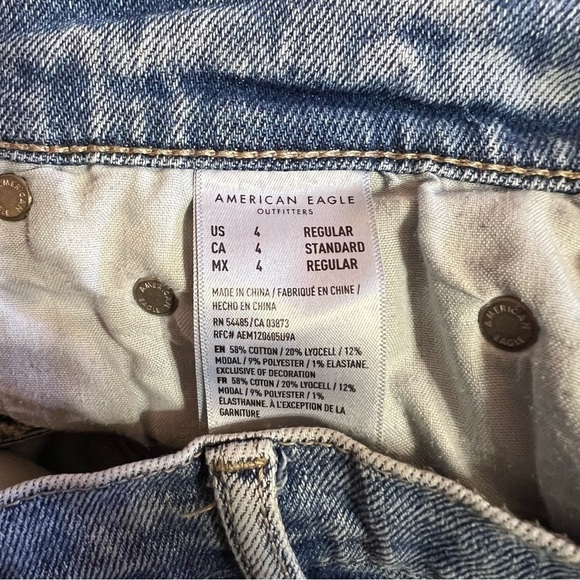 AMERICAN EAGLE
OUTFITTERS
US 4 REGULAR
CA 4 STANDARD
MX 4 REGULAR
MADE IN CHINA / FABRIQUÉ EN CHINE /
HECHO EN CHINA
RN 54485/CA 03873
RFC# AEM120605U9A
EN 58% COTTON / 20% LYOCELL / 12%
MODAL / 9% POLYESTER / 1% ELASTANE.
EXCLUSIVE OF DECORATION
FR 58% COTON / 20% LYOCELL / 12%
MODAL / 9% POLYESTER / 1%
ÉLASTHANNE. À L'EXCEPTION DE LA
GARNITURE
AMERICAN
EAGLE
AMERICAN
EAGLE
AMERICAN
EAGLE